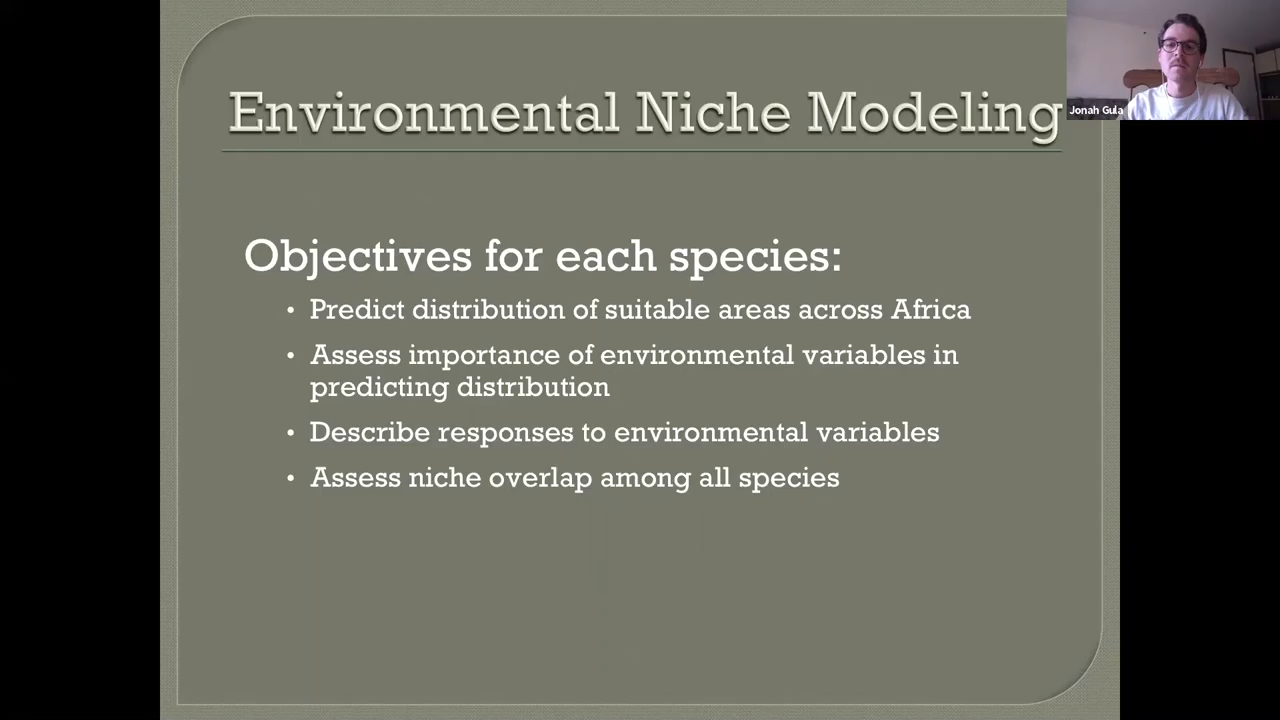 Environmental Niche Modeling
Jonah Gula
Objectives for each species:
• Predict distribution of suitable areas across Africa
• Assess importance of environmental variables in
predicting distribution
• Describe responses to environmental variables
• Assess niche overlap among all species